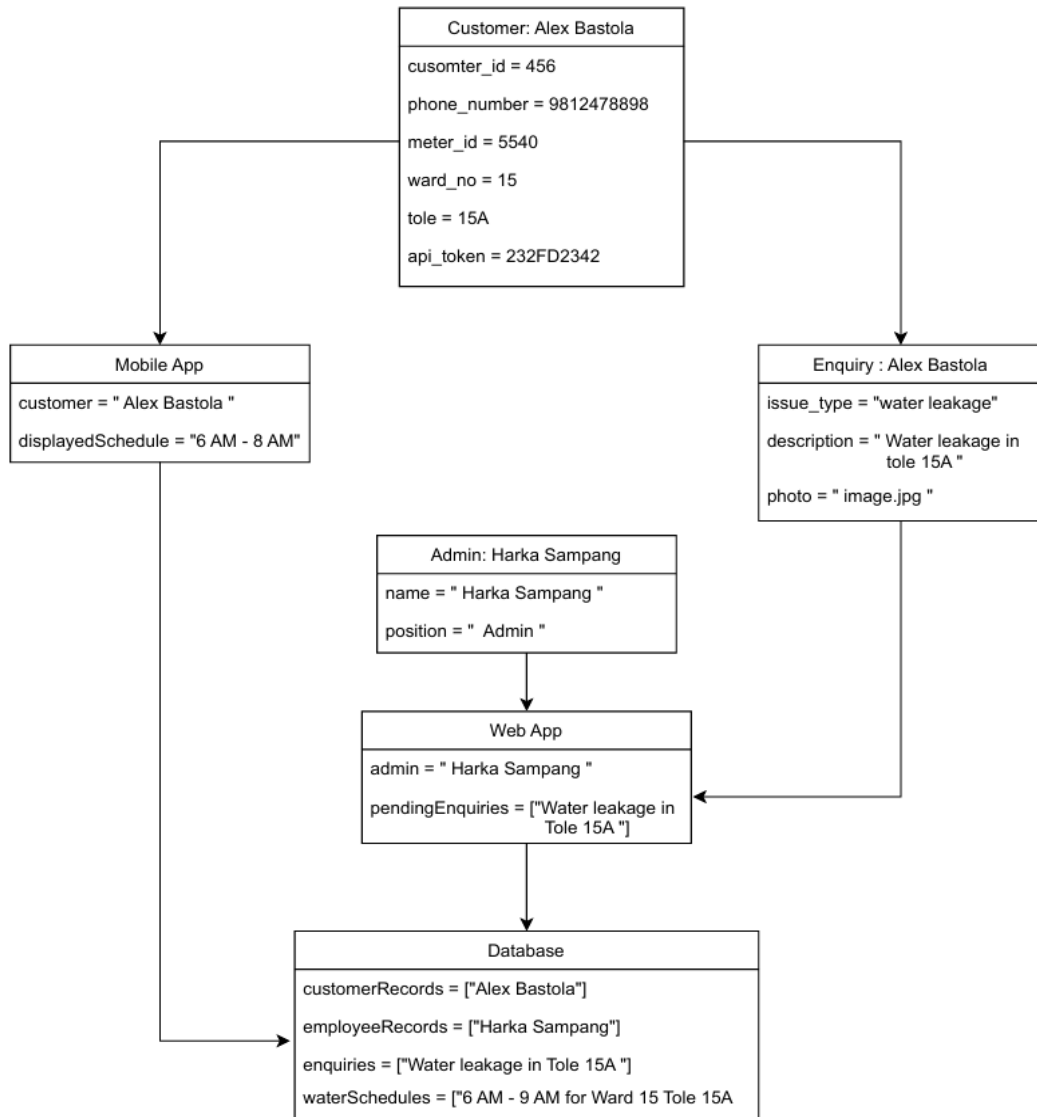 Customer: Alex Bastola
cusomter_id = 456
phone_number = 9812478898
meter_id = 5540
ward_no = 15
tole = 15A
api_token = 232FD2342
Mobile App
customer = " Alex Bastola "
displayedSchedule = "6 AM - 8 AM"
Enquiry : Alex Bastola
issue_type = "water leakage"
description = " Water leakage in
tole 15A "
photo = " image.jpg "
Admin: Harka Sampang
name = " Harka Sampang "
position = "  Admin "
Web App
admin = " Harka Sampang "
pendingEnquiries = ["Water leakage in
Tole 15A "]
Database
customerRecords = ["Alex Bastola"]
employeeRecords = ["Harka Sampang"]
enquiries = ["Water leakage in Tole 15A "]
waterSchedules = ["6 AM - 9 AM for Ward 15 Tole 15A